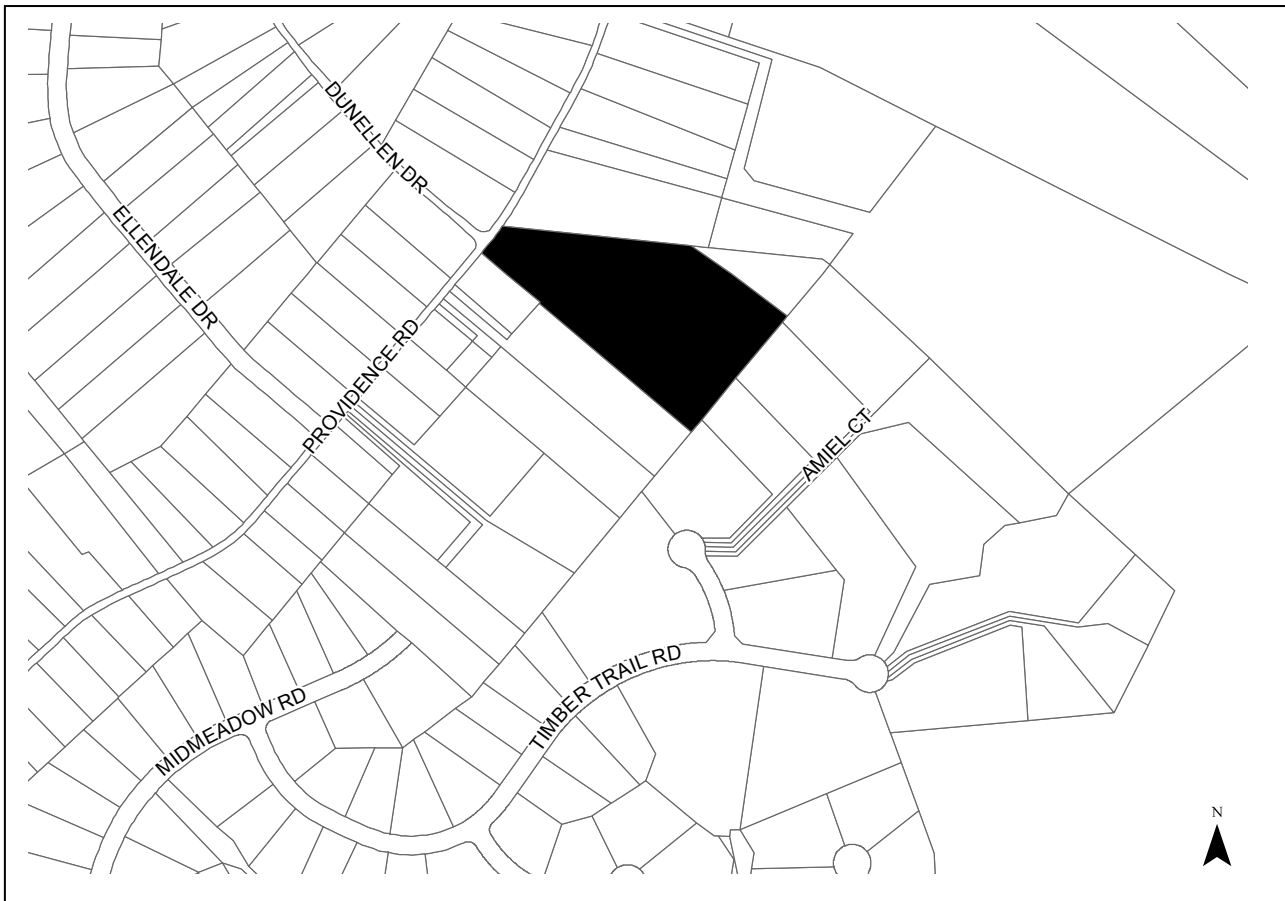 DUNELLEN DR
ELLENDALE DR
PROVIDENCE RD
AMIEL CT
TIMBER TRAIL RD
MIDMEADOW RD
N